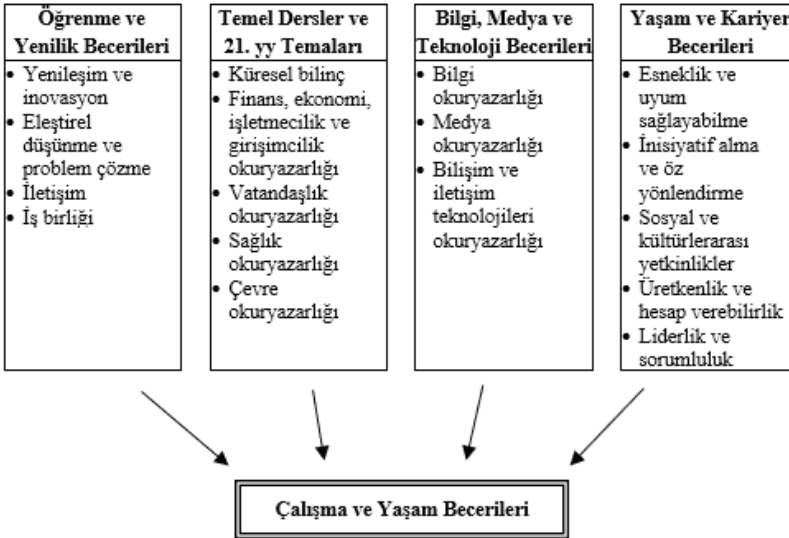 Öğrenme ve
Yenilik Becerileri
• Yenileşim ve
inovasyon
• Eleştirel
düşünme ve
problem çözme
• İletişim
• İş birliği
Temel Dersler ve
21. yy Temaları
• Küresel bilinç
• Finans, ekonomi,
işletmecilik ve
girişimcilik
okuryazarlığı
• Vatandaşlık
okuryazarlığı
• Sağlık
okuryazarlığı
• Çevre
okuryazarlığı
Bilgi, Medya ve
Teknoloji Becerileri
• Bilgi
okuryazarlığı
• Medya
okuryazarlığı
• Bilişim ve
iletişim
teknolojileri
okuryazarlığı
Yaşam ve Kariyer
Becerileri
• Esneklik ve
uyum
sağlayabilme
• İnisiyatif alma
ve öz
yönlendirme
• Sosyal ve
kültürlerarası
yetkinlikler
• Üretkenlik ve
hesap verebilirlik
• Liderlik ve
sorumluluk
Çalışma ve Yaşam Becerileri